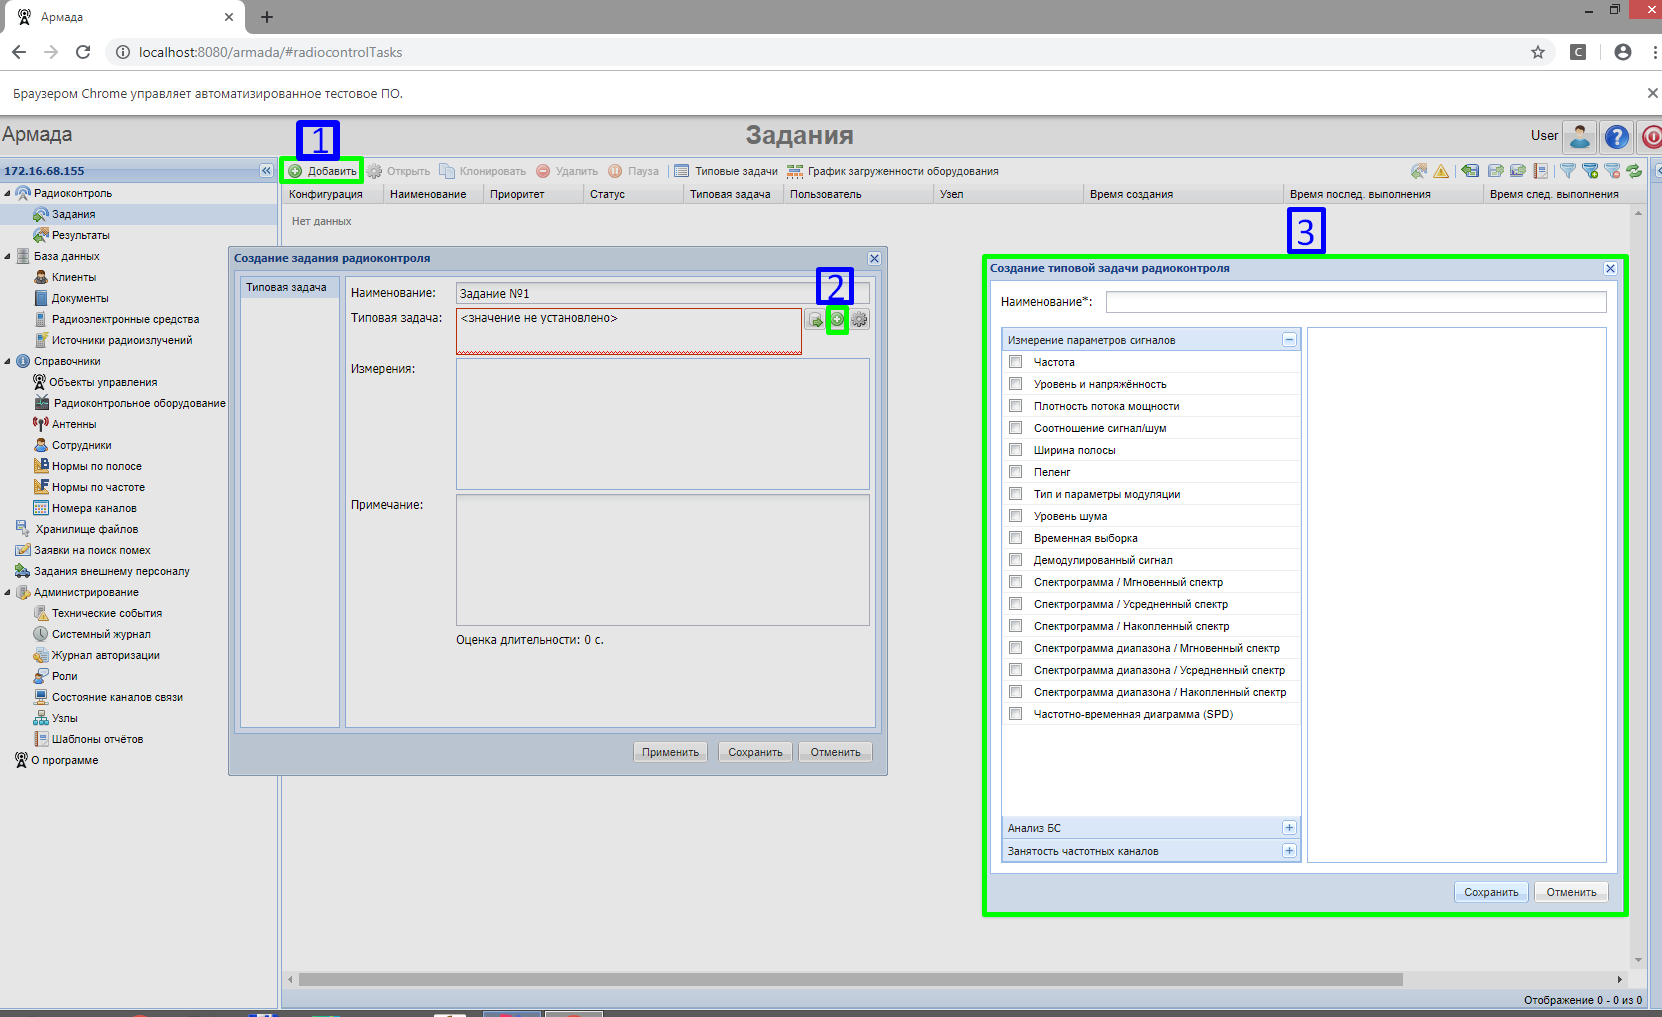 Армада
localhost:8080/armada/#radiocontrolTasks
C
Браузером Chrome управляет автоматизированное тестовое ПО.
Армада
1
Задания
User
172.16.68.155
Добавить Открыть Клонировать Удалить Пауза Типовые задачи График загруженности оборудования
Радиоконтроль
Задания
Результаты
База данных
Клиенты
Документы
Радиоэлектронные средства
Источники радиоизлучений
Справочники
Объекты управления
Радиоконтрольное оборудование
Антенны
Сотрудники
Нормы по полосе
Нормы по частоте
Номера каналов
Хранилище файлов
Заявки на поиск помех
Задания внешнему персоналу
Администрирование
Технические события
Системный журнал
Журнал авторизации
Роли
Состояние каналов связи
Узлы
Шаблоны отчётов
О программе
Конфигурация Наименование Приоритет Статус Типовая задача Пользователь Узел Время создания Время послед. выполнения Время след. выполнения
Нет данных
Создание задания радиоконтроля
Типовая задача
2
Наименование: Задание №1
Типовая задача: <значение не установлено>
Измерения:
Примечание:
Оценка длительности: 0 с.
Применить Сохранить Отменить
3
Создание типовой задачи радиоконтроля
Наименование*:
Измерение параметров сигналов
Частота
Уровень и напряжённость
Плотность потока мощности
Соотношение сигнал/шум
Ширина полосы
Пеленг
Тип и параметры модуляции
Уровень шума
Временная выборка
Демодулированный сигнал
Спектрограмма / Мгновенный спектр
Спектрограмма / Усредненный спектр
Спектрограмма / Накопленный спектр
Спектрограмма диапазона / Мгновенный спектр
Спектрограмма диапазона / Усредненный спектр
Спектрограмма диапазона / Накопленный спектр
Частотно-временная диаграмма (SPD)
Анализ БС
Занятость частотных каналов
Сохранить Отменить
Отображение 0 - 0 из 0